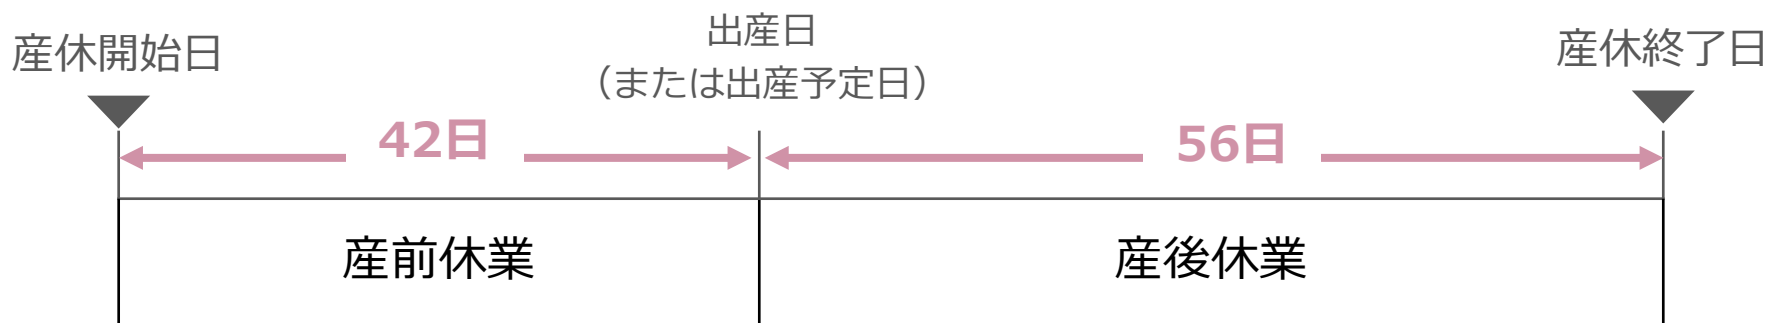 産休開始日
出産日
（または出産予定日）
産休終了日
42日
56日
産前休業
産後休業